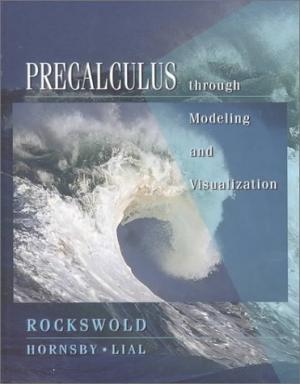 PRECALCULUS through
Modeling
and
Visualization
ROCKSWOLD
HORNSBY • LIAL